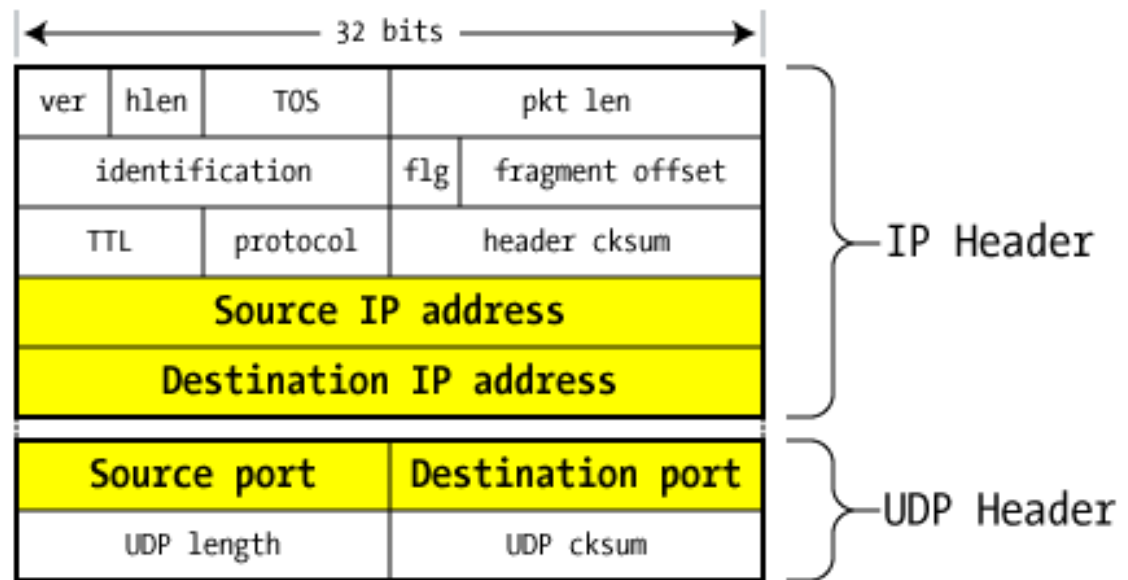 32 bits
ver hlen TOS pkt len
identification flg fragment offset
TTL protocol header cksum
IP Header
Source IP address
Destination IP address
Source port Destination port
UDP Header
UDP length UDP cksum